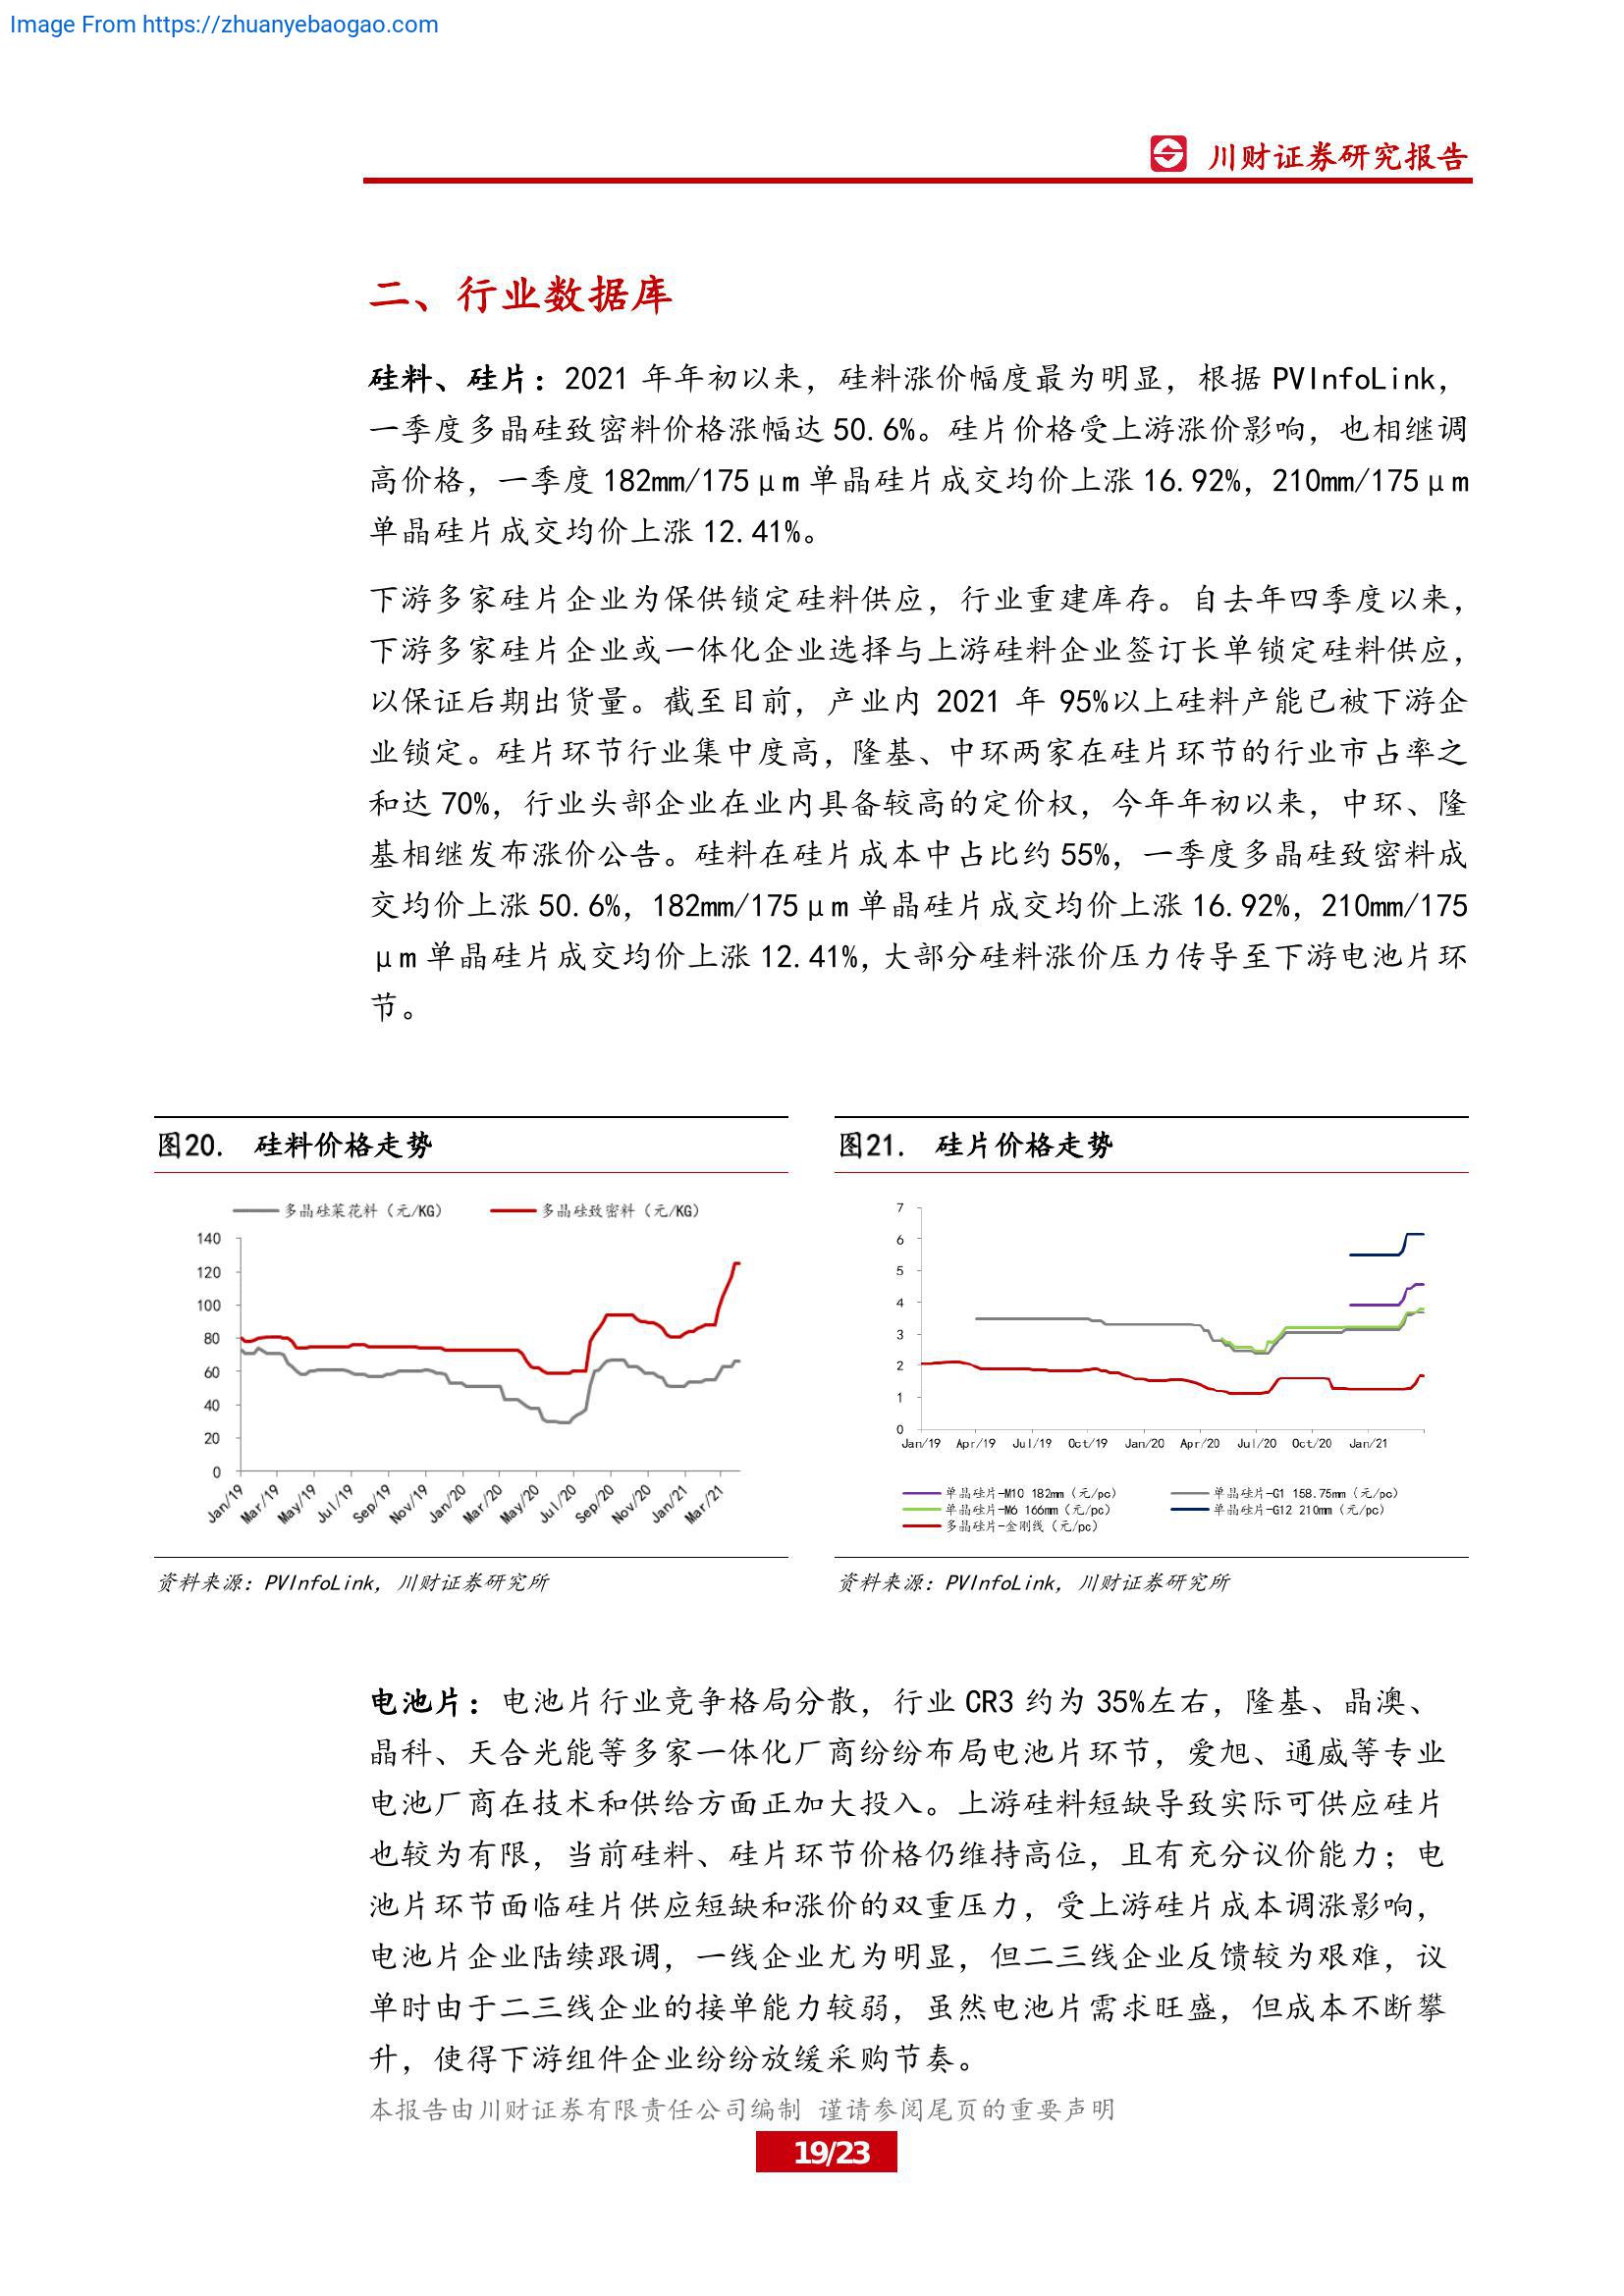 Image From https://zhuanyebaogao.com
川财证券研究报告
二、行业数据库
硅料、硅片：2021 年年初以来，硅料涨价幅度最为明显，根据 PVInfoLink，
一季度多晶硅致密料价格涨幅达 50.6%。硅片价格受上游涨价影响，也相继调
高价格，一季度 182mm/175μm 单晶硅片成交均价上涨 16.92%，210mm/175μm
单晶硅片成交均价上涨 12.41%。
下游多家硅片企业为保供锁定硅料供应，行业重建库存。自去年四季度以来，
下游多家硅片企业或一体化企业选择与上游硅料企业签订长单锁定硅料供应，
以保证后期出货量。截至目前，产业内 2021 年 95%以上硅料产能已被下游企
业锁定。硅片环节行业集中度高，隆基、中环两家在硅片环节的行业市占率之
和达 70%，行业头部企业在业内具备较高的定价权，今年年初以来，中环、隆
基相继发布涨价公告。硅料在硅片成本中占比约 55%，一季度多晶硅致密料成
交均价上涨 50.6%，182mm/175μm 单晶硅片成交均价上涨 16.92%，210mm/175
μm 单晶硅片成交均价上涨 12.41%，大部分硅料涨价压力传导至下游电池片环
节。
图20. 硅料价格走势
多晶硅菜花料（元/KG） 多晶硅致密料（元/KG）
140
120
100
80
60
40
20
0
Jan/19 Mar/19 May/19 Jul/19 Sep/19 Nov/19 Jan/20 Mar/20 May/20 Jul/20 Sep/20 Nov/20 Jan/21 Mar/21
资料来源：PVInfoLink，川财证券研究所
图21. 硅片价格走势
7
6
5
4
3
2
1
0
Jan/19 Apr/19 Jul/19 Oct/19 Jan/20 Apr/20 Jul/20 Oct/20 Jan/21
单晶硅片-M10 182mm（元/pc） 单晶硅片-G1 158.75mm（元/pc）
单晶硅片-M6 166mm（元/pc） 单晶硅片-G12 210mm（元/pc）
多晶硅片-金刚线（元/pc）
资料来源：PVInfoLink，川财证券研究所
电池片：电池片行业竞争格局分散，行业 CR3 约为 35%左右，隆基、晶澳、
晶科、天合光能等多家一体化厂商纷纷布局电池片环节，爱旭、通威等专业
电池厂商在技术和供给方面正加大投入。上游硅料短缺导致实际可供应硅片
也较为有限，当前硅料、硅片环节价格仍维持高位，且有充分议价能力；电
池片环节面临硅片供应短缺和涨价的双重压力，受上游硅片成本调涨影响，
电池片企业陆续跟调，一线企业尤为明显，但二三线企业反馈较为艰难，议
单时由于二三线企业的接单能力较弱，虽然电池片需求旺盛，但成本不断攀
升，使得下游组件企业纷纷放缓采购节奏。
本报告由川财证券有限责任公司编制 谨请参阅尾页的重要声明
19/23